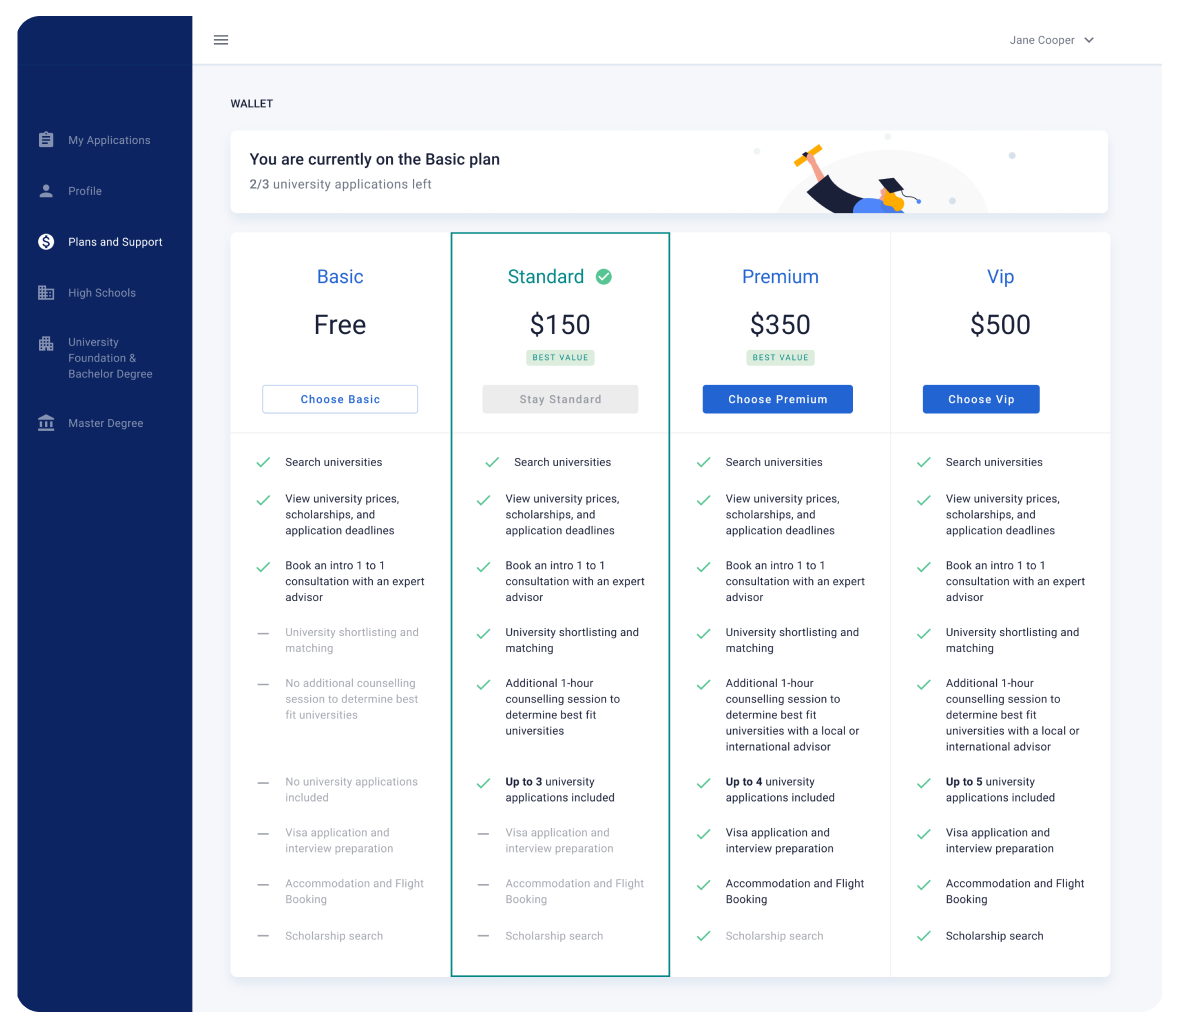 Jane Cooper
My Applications
Profile
Plans and Support
High Schools
University
Foundation &
Bachelor Degree
Master Degree
WALLET
You are currently on the Basic plan
2/3 university applications left
Basic
Free
Choose Basic
Search universities
View university prices,
scholarships, and
application deadlines
Book an intro 1 to 1
consultation with an expert
advisor
University shortlisting and
matching
No additional counselling
session to determine best
fit universities
No university applications
included
Visa application and
interview preparation
Accommodation and Flight
Booking
Scholarship search
Standard
$150
BEST VALUE
Stay Standard
Search universities
View university prices,
scholarships, and
application deadlines
Book an intro 1 to 1
consultation with an expert
advisor
University shortlisting and
matching
Additional 1-hour
counselling session to
determine best fit
universities
Up to 3 university
applications included
Visa application and
interview preparation
Accommodation and Flight
Booking
Scholarship search
Premium
$350
BEST VALUE
Choose Premium
Search universities
View university prices,
scholarships, and
application deadlines
Book an intro 1 to 1
consultation with an expert
advisor
University shortlisting and
matching
Additional 1-hour
counselling session to
determine best fit
universities with a local or
international advisor
Up to 4 university
applications included
Visa application and
interview preparation
Accommodation and Flight
Booking
Scholarship search
Vip
$500
Choose Vip
Search universities
View university prices,
scholarships, and
application deadlines
Book an intro 1 to 1
consultation with an expert
advisor
University shortlisting and
matching
Additional 1-hour
counselling session to
determine best fit
universities with a local or
international advisor
Up to 5 university
applications included
Visa application and
interview preparation
Accommodation and Flight
Booking
Scholarship search